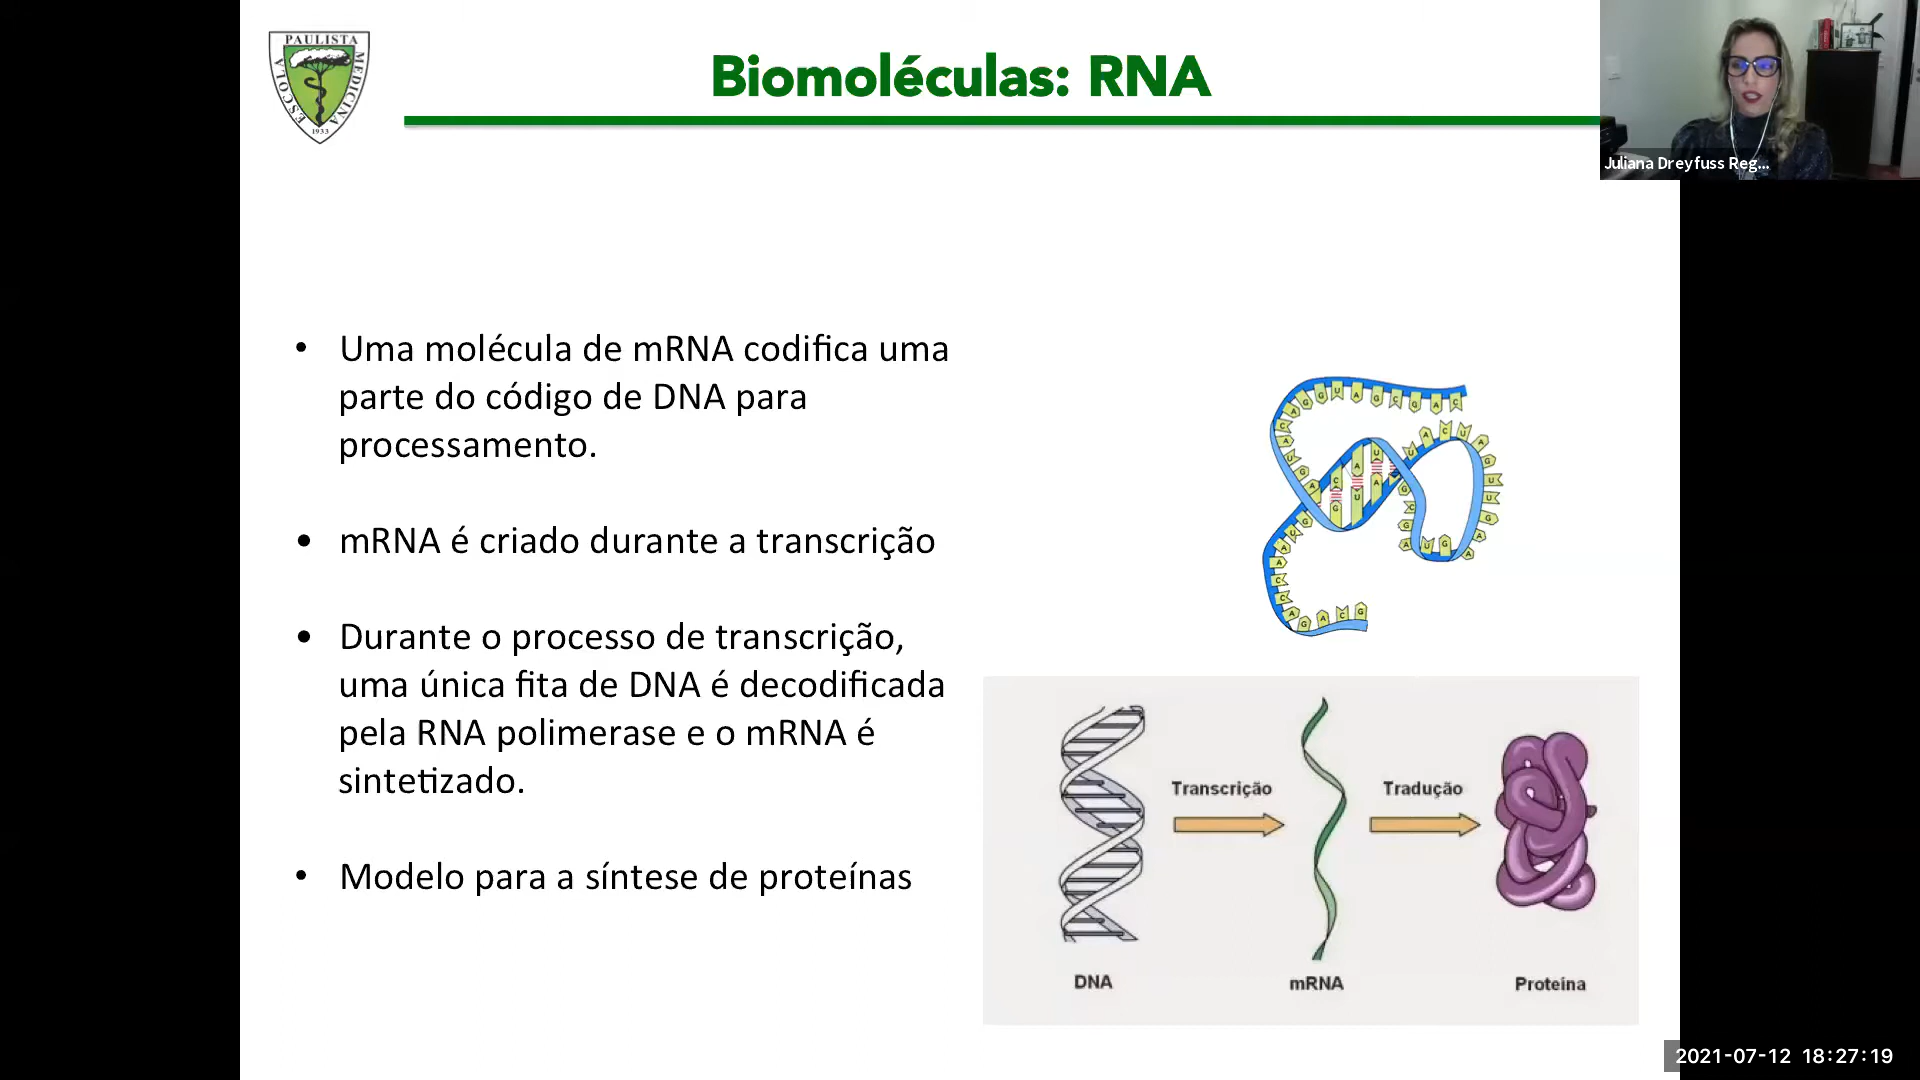 PAULISTA
ESCOLA
MEDICINA
1933
Biomoléculas: RNA
Juliana Dreyfuss Reg...
• Uma molécula de mRNA codifica uma
parte do código de DNA para
processamento.
• mRNA é criado durante a transcrição
• Durante o processo de transcrição,
uma única fita de DNA é decodificada
pela RNA polimerase e o mRNA é
sintetizado.
• Modelo para a síntese de proteínas
Transcrição
Tradução
DNA
mRNA
Proteína
2021-07-12 18:27:19